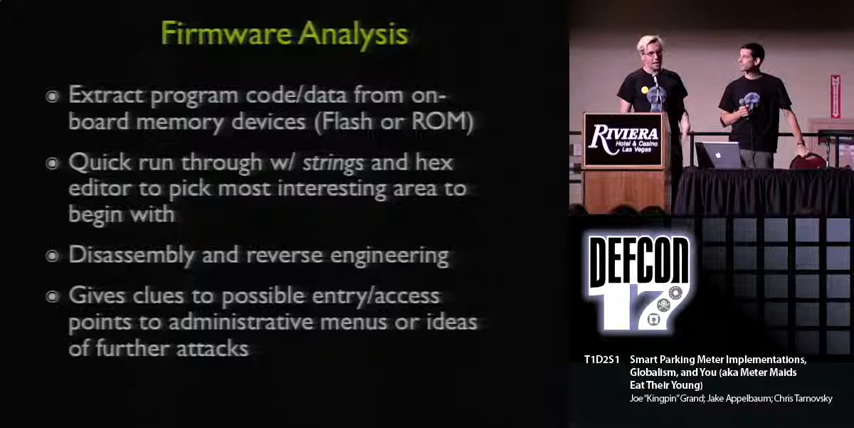 Firmware Analysis
Extract program code/data from on-
board memory devices (Flash or ROM)
Quick run through w/ strings and hex
editor to pick most interesting area to
begin with
Disassembly and reverse engineering
Gives clues to possible entry/access
points to administrative menus or ideas
of further attacks
RIVIERA
Hotel & Casino
Las Vegas
DEFCON
17
T1D2S1 Smart Parking Meter Implementations,
Globalism, and You (aka Meter Maids
Eat Their Young)
Joe "Kingpin" Grand; Jake Appelbaum; Chris Tarnovsky